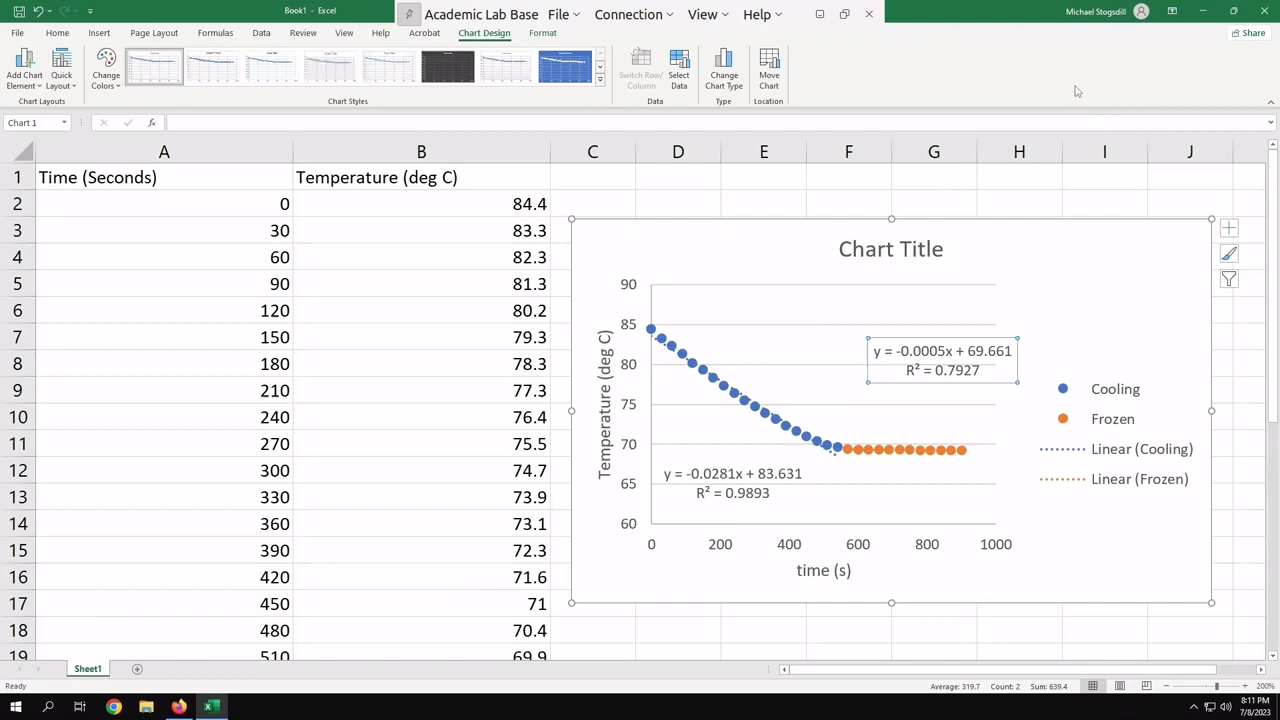 Book1 - Excel
Academic Lab Base File Connection View Help
Michael Stogsdill
File Home Insert Page Layout Formulas Data Review View Help Acrobat Chart Design Format Share
Add Chart Element
Quick Layout
Change Colors
Switch Row/Column
Select Data
Change Chart Type
Move Chart
Chart Layouts Chart Styles Data Type Location
Chart 1
fx
A B C D E F G H I J
1 Time (Seconds) Temperature (deg C)
2 0 84.4
3 30 83.3
4 60 82.3
5 90 81.3
6 120 80.2
7 150 79.3
8 180 78.3
9 210 77.3
10 240 76.4
11 270 75.5
12 300 74.7
13 330 73.9
14 360 73.1
15 390 72.3
16 420 71.6
17 450 71
18 480 70.4
19 510 69.9
Chart Title
90
85
80
75
70
65
60
Temperature (deg C)
y = -0.0005x + 69.661
R² = 0.7927
y = -0.0281x + 83.631
R² = 0.9893
Cooling
Frozen
Linear (Cooling)
Linear (Frozen)
0 200 400 600 800 1000
time (s)
Sheet1
Ready
Average: 319.7 Count: 2 Sum: 639.4
200%
8:11 PM
7/8/2023